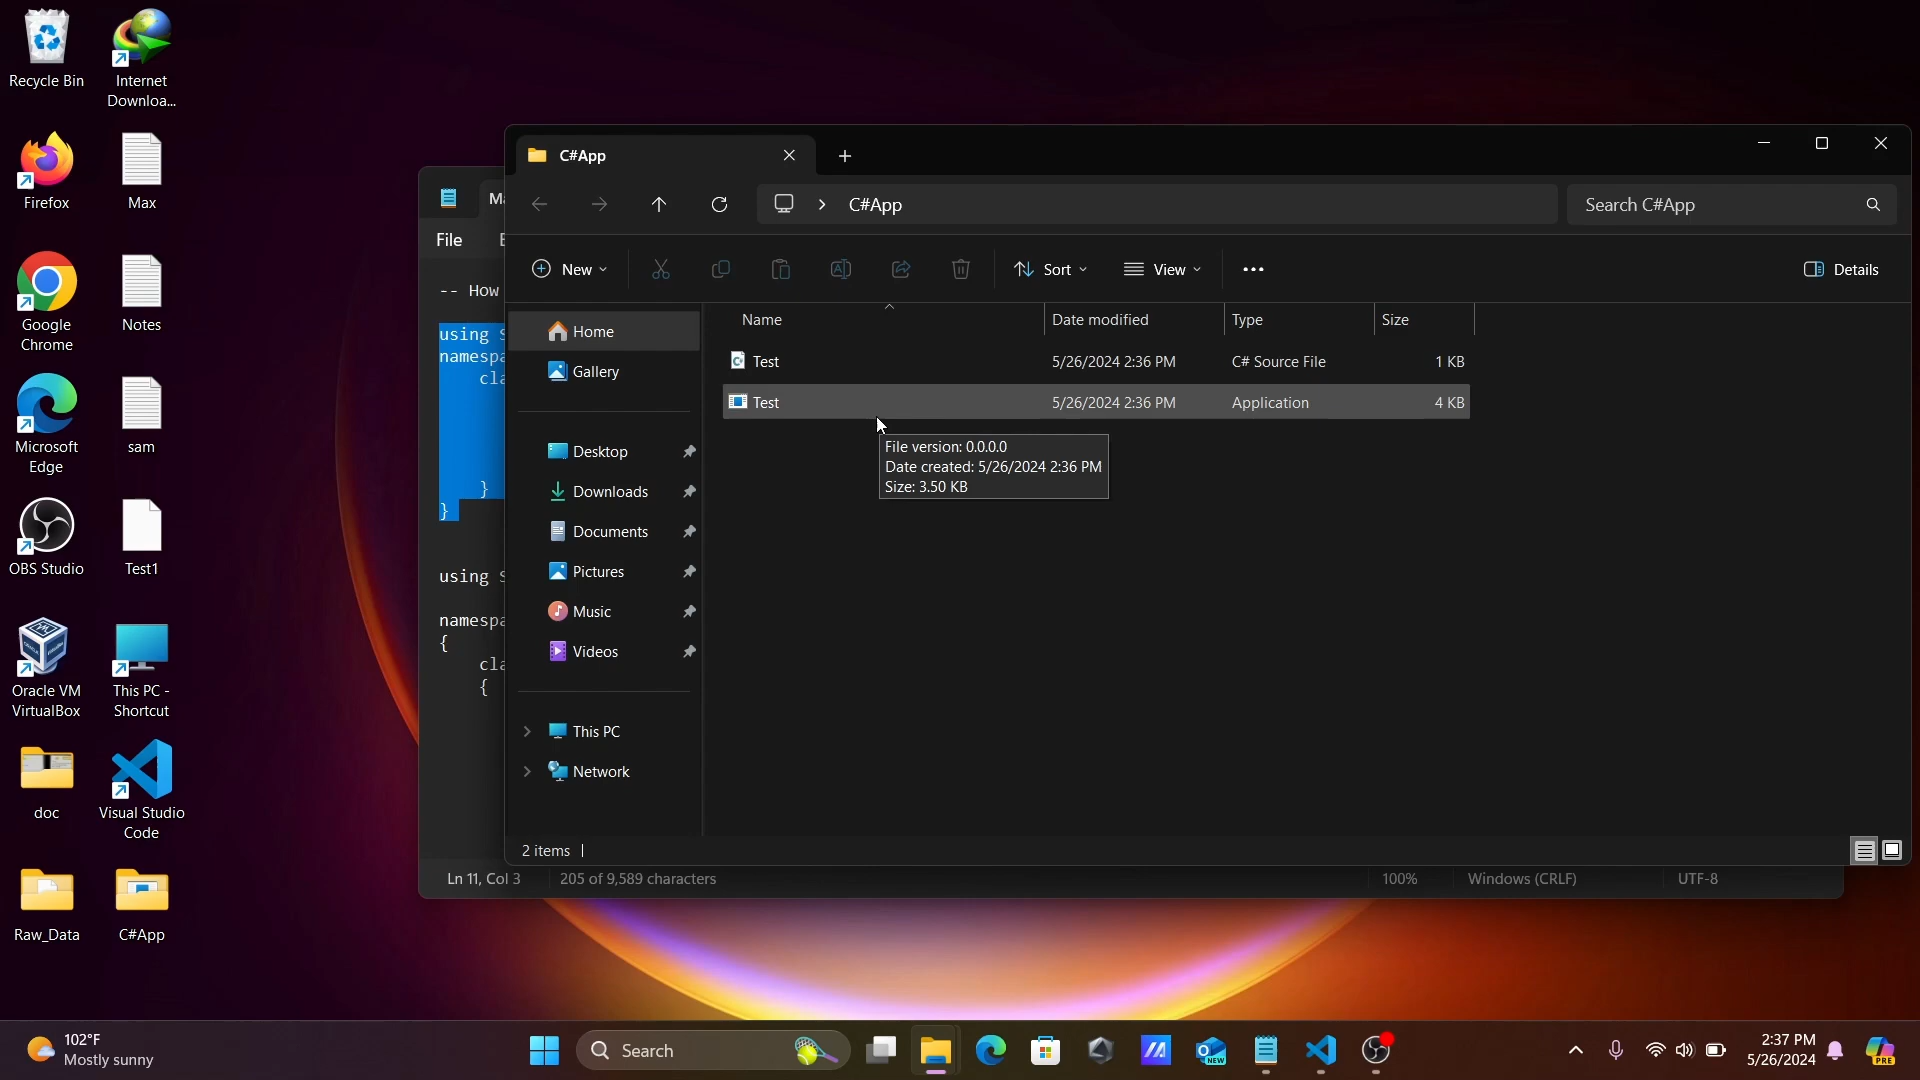 Recycle Bin
Internet
Downloa...
Firefox
Max
Google
Chrome
Notes
Microsoft
Edge
sam
OBS Studio
Test1
Oracle VM
VirtualBox
This PC -
Shortcut
doc
Visual Studio
Code
Raw_Data
C#App
C#App
C#App
Search C#App
New
Sort
View
Details
Home
Gallery
Desktop
Downloads
Documents
Pictures
Music
Videos
This PC
Network
Name Date modified Type Size
Test 5/26/2024 2:36 PM C# Source File 1 KB
Test 5/26/2024 2:36 PM Application 4 KB
File version: 0.0.0.0
Date created: 5/26/2024 2:36 PM
Size: 3.50 KB
2 items
File
-- How
using
}
}
using
{
{
Ln 11, Col 3
205 of 9,589 characters
100%
Windows (CRLF)
UTF-8
102°F
Mostly sunny
Search
NEW
2:37 PM
5/26/2024
PRE